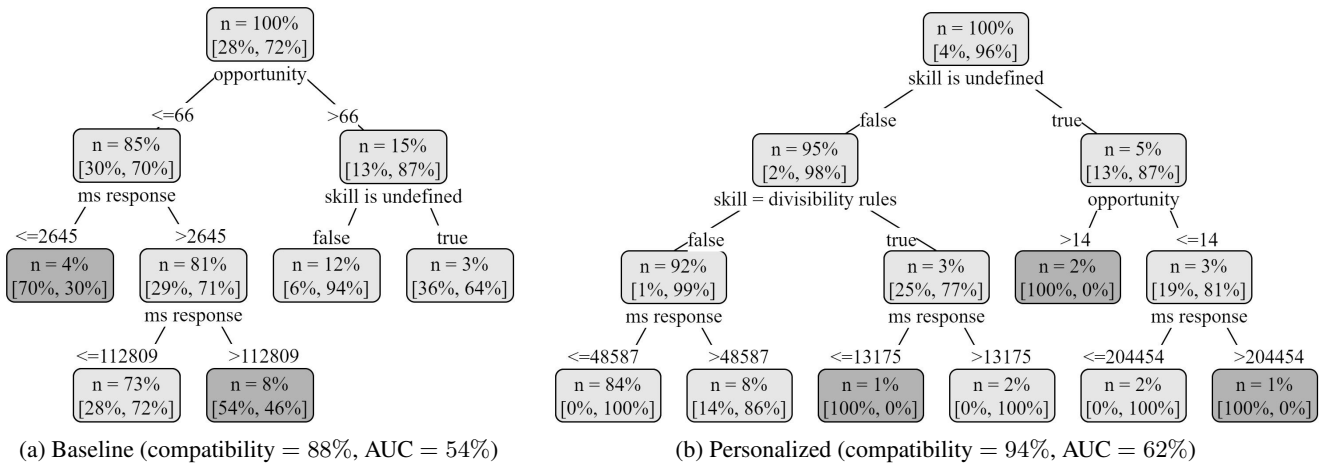 n = 100%
[28%, 72%]
opportunity
<=66
>66
n = 85%
[30%, 70%]
ms response
n = 15%
[13%, 87%]
skill is undefined
<=2645
>2645
false
true
n = 4%
[70%, 30%]
n = 81%
[29%, 71%]
ms response
n = 12%
[6%, 94%]
n = 3%
[36%, 64%]
<=112809
>112809
n = 73%
[28%, 72%]
n = 8%
[54%, 46%]
(a) Baseline (compatibility = 88%, AUC = 54%)
n = 100%
[4%, 96%]
skill is undefined
false
true
n = 95%
[2%, 98%]
skill = divisibility rules
n = 5%
[13%, 87%]
opportunity
false
true
>14
<=14
n = 92%
[1%, 99%]
ms response
n = 3%
[25%, 77%]
ms response
n = 2%
[100%, 0%]
n = 3%
[19%, 81%]
ms response
<=48587
>48587
<=13175
>13175
<=204454
>204454
n = 84%
[0%, 100%]
n = 8%
[14%, 86%]
n = 1%
[100%, 0%]
n = 2%
[0%, 100%]
n = 2%
[0%, 100%]
n = 1%
[100%, 0%]
(b) Personalized (compatibility = 94%, AUC = 62%)